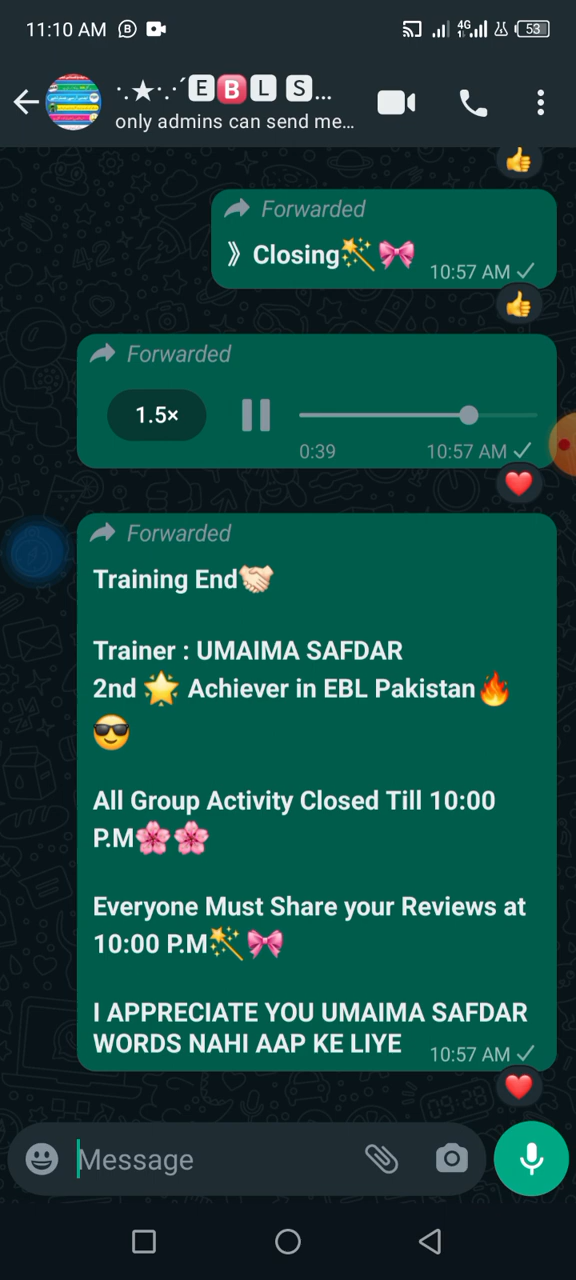 11:10 AM
4G
53
·.★·.·´🄴🅱🄻 🅂...
only admins can send me…
Forwarded
》Closing🪄🎀
10:57 AM
Forwarded
1.5×
0:39
10:57 AM
Forwarded
Training End🤝🏻
Trainer : UMAIMA SAFDAR
2nd 🌟 Achiever in EBL Pakistan🔥
😎
All Group Activity Closed Till 10:00
P.M🌸🌸
Everyone Must Share your Reviews at
10:00 P.M🪄🎀
I APPRECIATE YOU UMAIMA SAFDAR
WORDS NAHI AAP KE LIYE
10:57 AM
Message